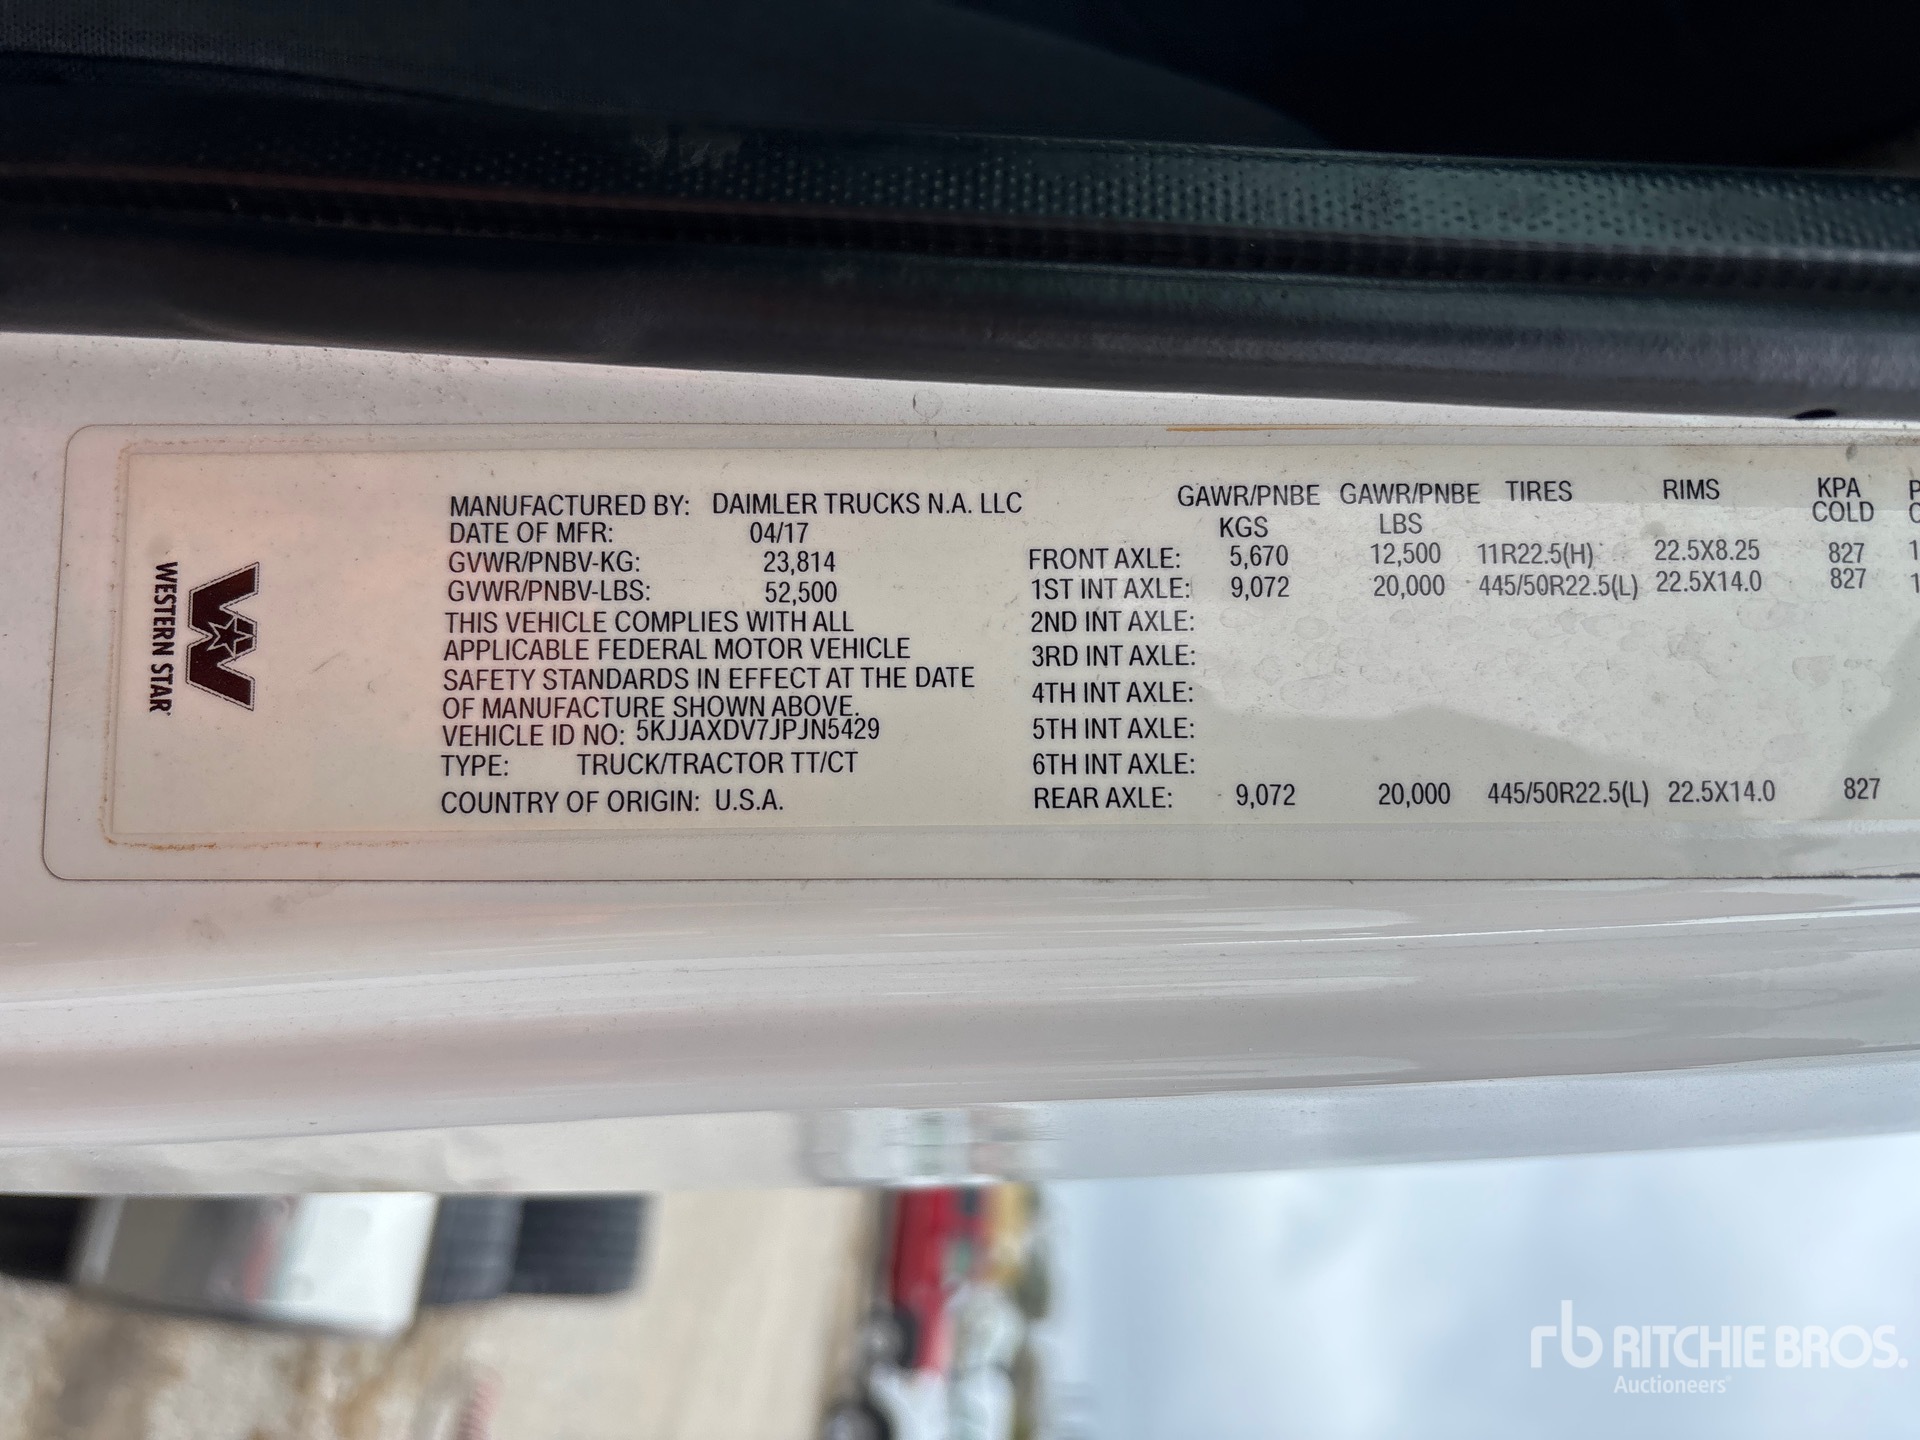 WESTERN STAR
MANUFACTURED BY: DAIMLER TRUCKS N.A. LLC
DATE OF MFR: 04/17
GVWR/PNBV-KG: 23,814
GVWR/PNBV-LBS: 52,500
THIS VEHICLE COMPLIES WITH ALL
APPLICABLE FEDERAL MOTOR VEHICLE
SAFETY STANDARDS IN EFFECT AT THE DATE
OF MANUFACTURE SHOWN ABOVE.
VEHICLE ID NO: 5KJJAXDV7JPJN5429
TYPE: TRUCK/TRACTOR TT/CT
COUNTRY OF ORIGIN: U.S.A.
GAWR/PNBE GAWR/PNBE TIRES RIMS KPA
KGS LBS COLD
FRONT AXLE: 5,670 12,500 11R22.5(H) 22.5X8.25 827
1ST INT AXLE: 9,072 20,000 445/50R22.5(L) 22.5X14.0 827
2ND INT AXLE:
3RD INT AXLE:
4TH INT AXLE:
5TH INT AXLE:
6TH INT AXLE:
REAR AXLE: 9,072 20,000 445/50R22.5(L) 22.5X14.0 827
rb RITCHIE BROS.
Auctioneers